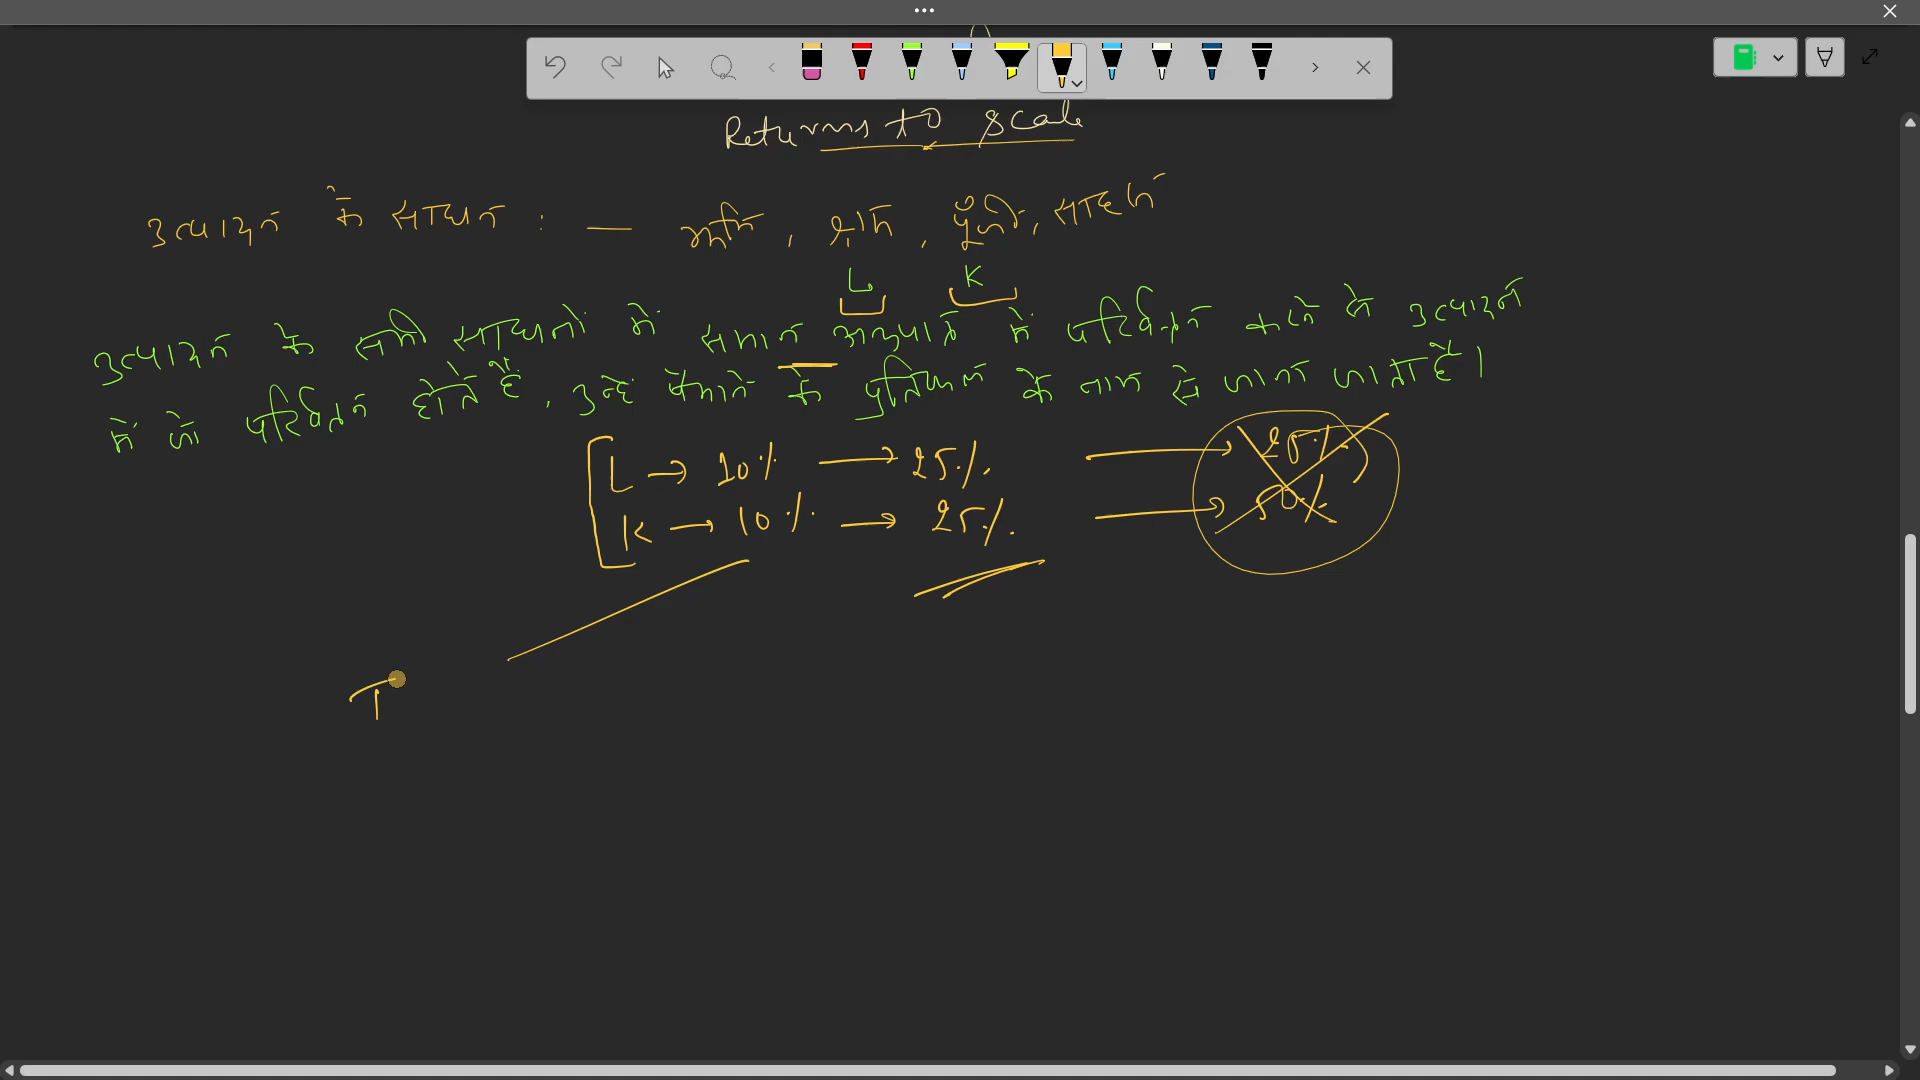 Returns to Scale
उत्पादन के साधन : — भूमि, श्रम, पूँजी, साहस
L K
उत्पादन के सभी साधनों में समान अनुपात में परिवर्तन करने से उत्पादन
में जो परिवर्तन होते हैं, उन्हें पैमाने के प्रतिफल के नाम से जाना जाता है।
L → 10% → 25% → 25%
K → 10% → 25% → 50%
T